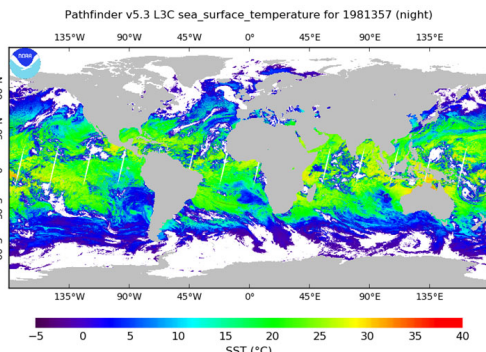 Pathfinder v5.3 L3C sea_surface_temperature for 1981357 (night)
135°W 90°W 45°W 0° 45°E 90°E 135°E
noaa
135°W 90°W 45°W 0° 45°E 90°E 135°E
−5 0 5 10 15 20 25 30 35 40
SST (°C)